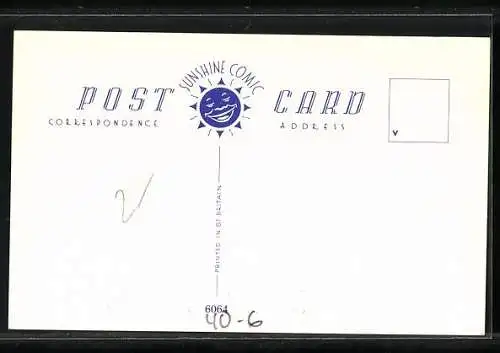 SUNSHINE COMIC
POST CARD
CORRESPONDENCE ADDRESS
V
2
PRINTED IN GT BRITAIN
6064
40-6